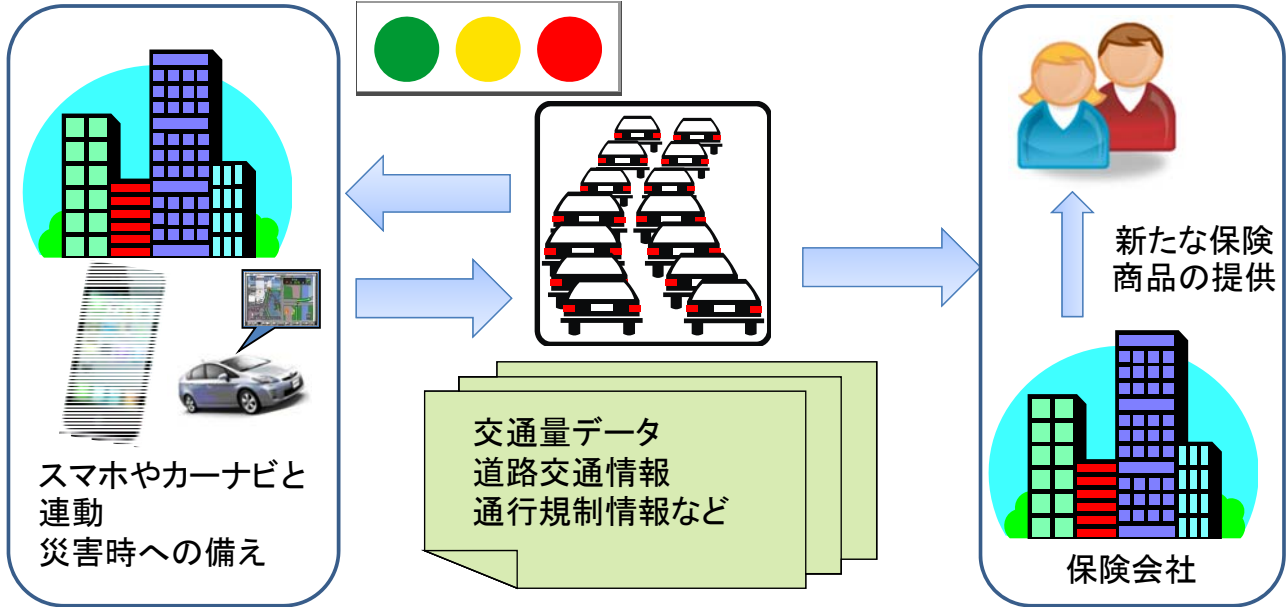 スマホやカーナビと
連動
災害時への備え
交通量データ
道路交通情報
通行規制情報など
新たな保険
商品の提供
保険会社